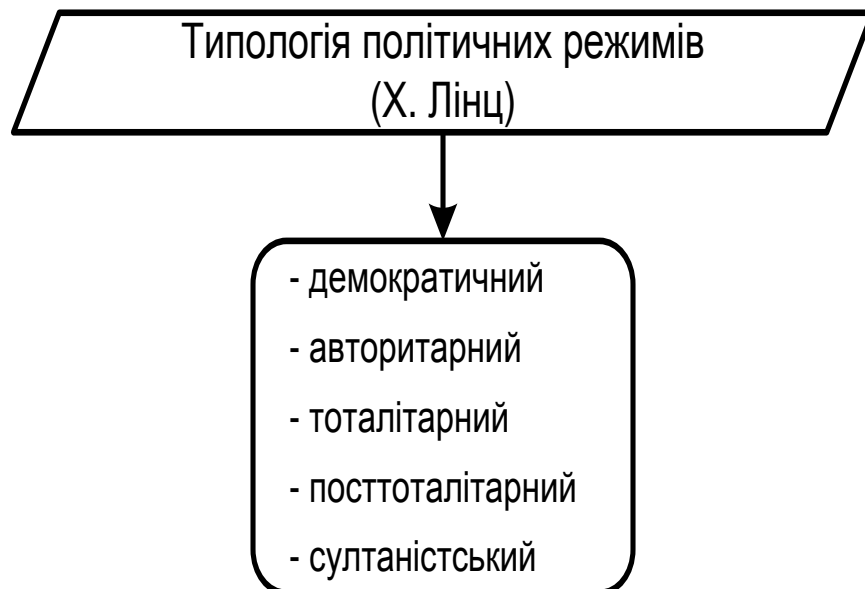 Типологія політичних режимів
(Х. Лінц)
- демократичний
- авторитарний
- тоталітарний
- посттоталітарний
- султаністський